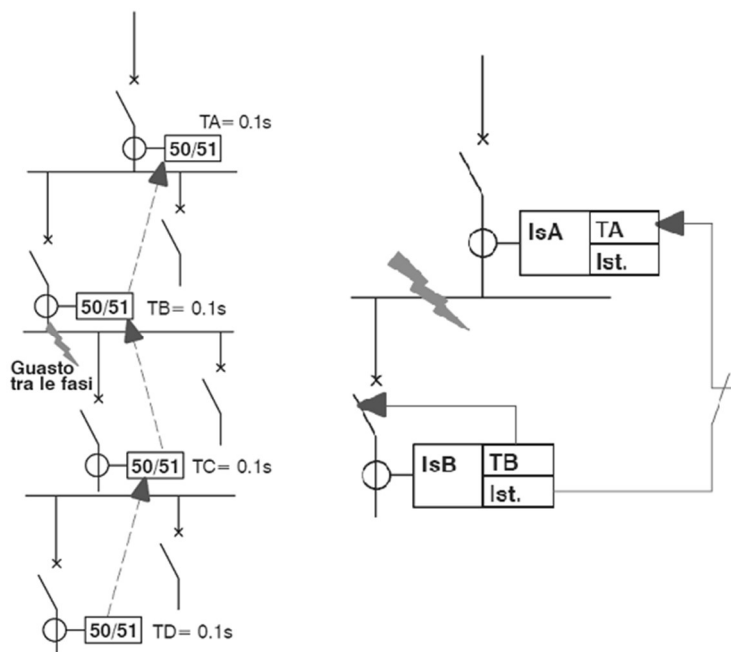 TA= 0.1s
50/51
50/51
TB= 0.1s
Guasto
tra le fasi
50/51
TC= 0.1s
50/51
TD= 0.1s
IsA
TA
Ist.
IsB
TB
Ist.